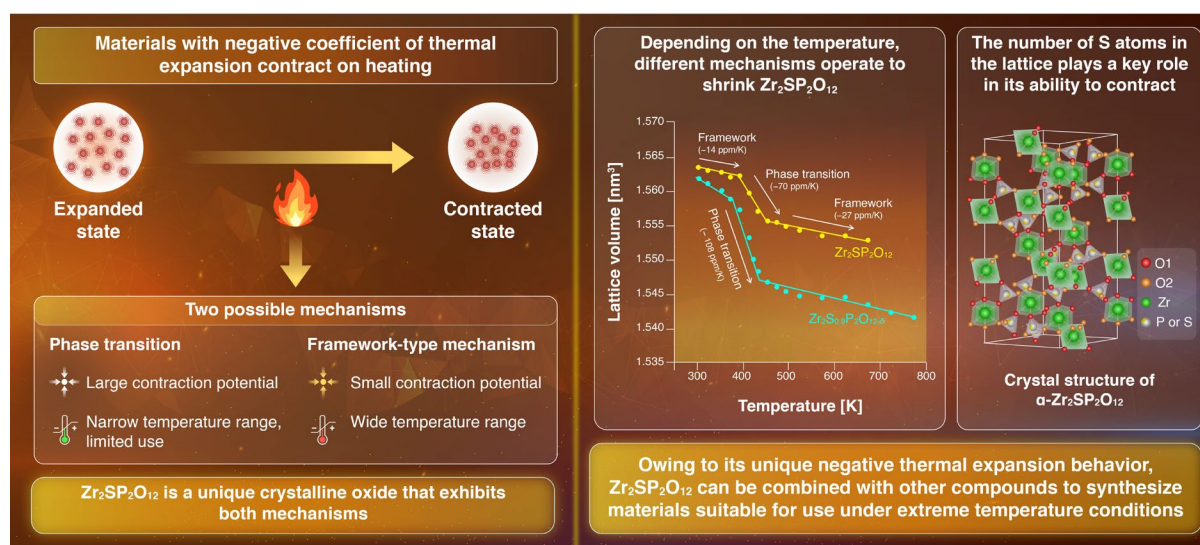 Materials with negative coefficient of thermal
expansion contract on heating
Expanded
state
Contracted
state
Two possible mechanisms
Phase transition
Large contraction potential
Narrow temperature range,
limited use
Framework-type mechanism
Small contraction potential
Wide temperature range
Zr₂SP₂O₁₂ is a unique crystalline oxide that exhibits
both mechanisms
Depending on the temperature,
different mechanisms operate to
shrink Zr₂SP₂O₁₂
Lattice volume [nm³]
1.570
1.565
1.560
1.555
1.550
1.545
1.540
1.535
Framework
(−14 ppm/K)
Phase transition
(−70 ppm/K)
Framework
(−27 ppm/K)
Zr₂SP₂O₁₂
Phase transition
(− 108 ppm/K)
Zr₂S₀.₉P₂O₁₂₋δ
300
400
500
600
700
800
Temperature [K]
The number of S atoms in
the lattice plays a key role
in its ability to contract
O1
O2
Zr
P or S
Crystal structure of
α-Zr₂SP₂O₁₂
Owing to its unique negative thermal expansion behavior,
Zr₂SP₂O₁₂ can be combined with other compounds to synthesize
materials suitable for use under extreme temperature conditions